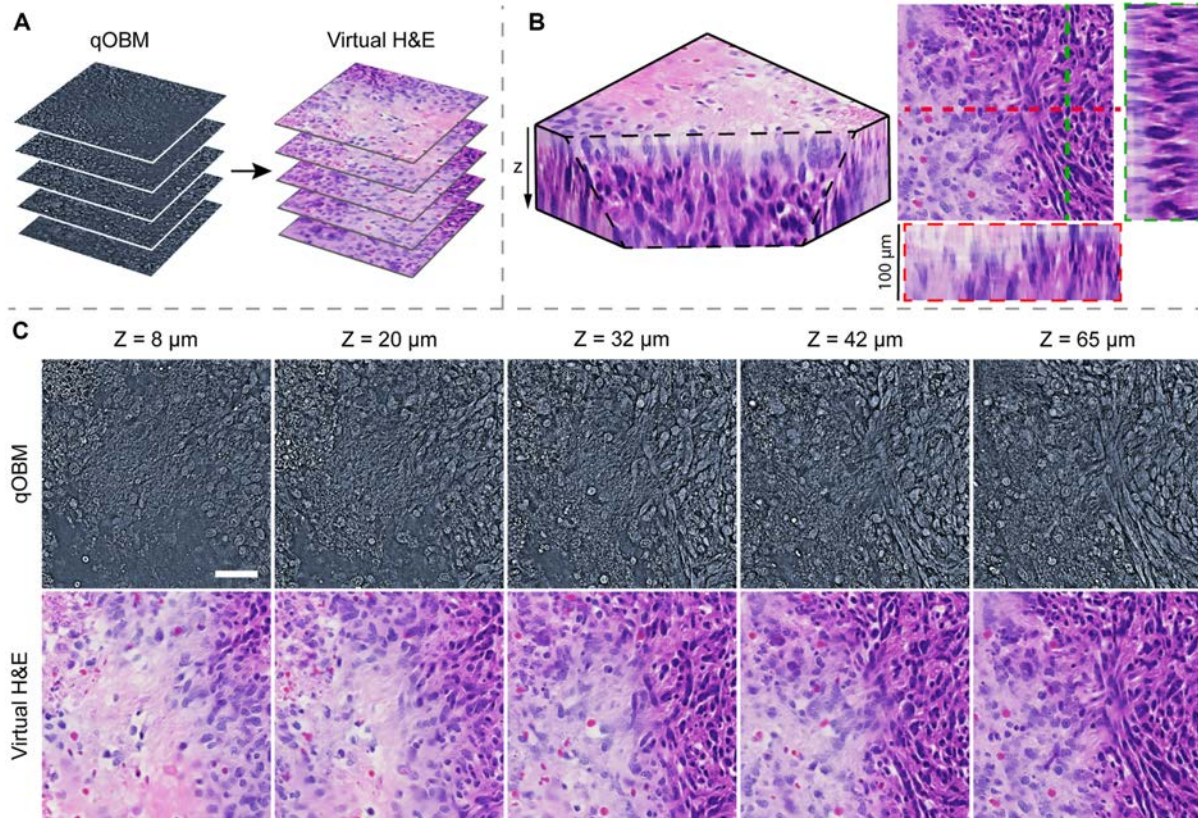 A
qOBM
Virtual H&E
B
z
100 µm
C
Z = 8 µm
Z = 20 µm
Z = 32 µm
Z = 42 µm
Z = 65 µm
qOBM
Virtual H&E